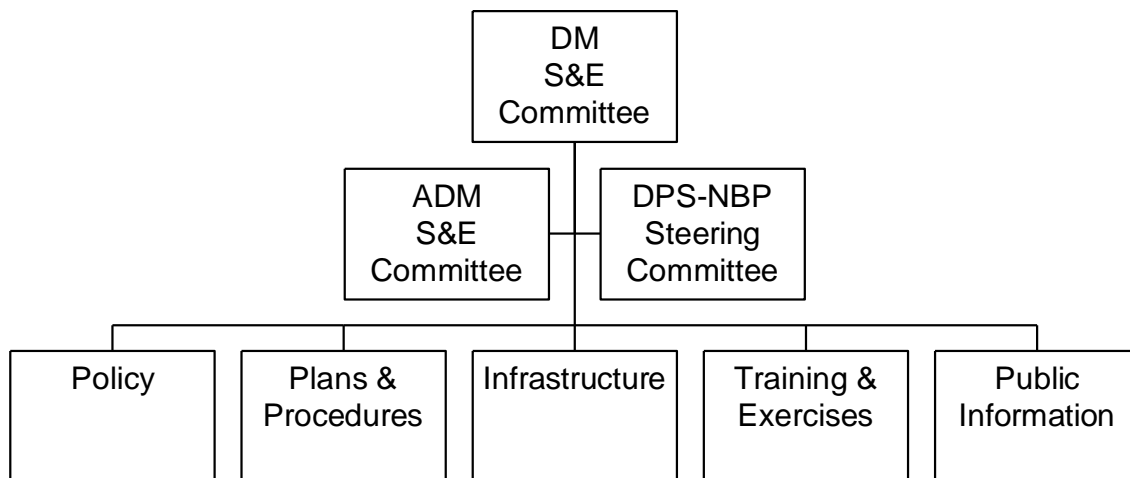 DM
S&E
Committee
ADM
S&E
Committee
DPS-NBP
Steering
Committee
Policy
Plans &
Procedures
Infrastructure
Training &
Exercises
Public
Information